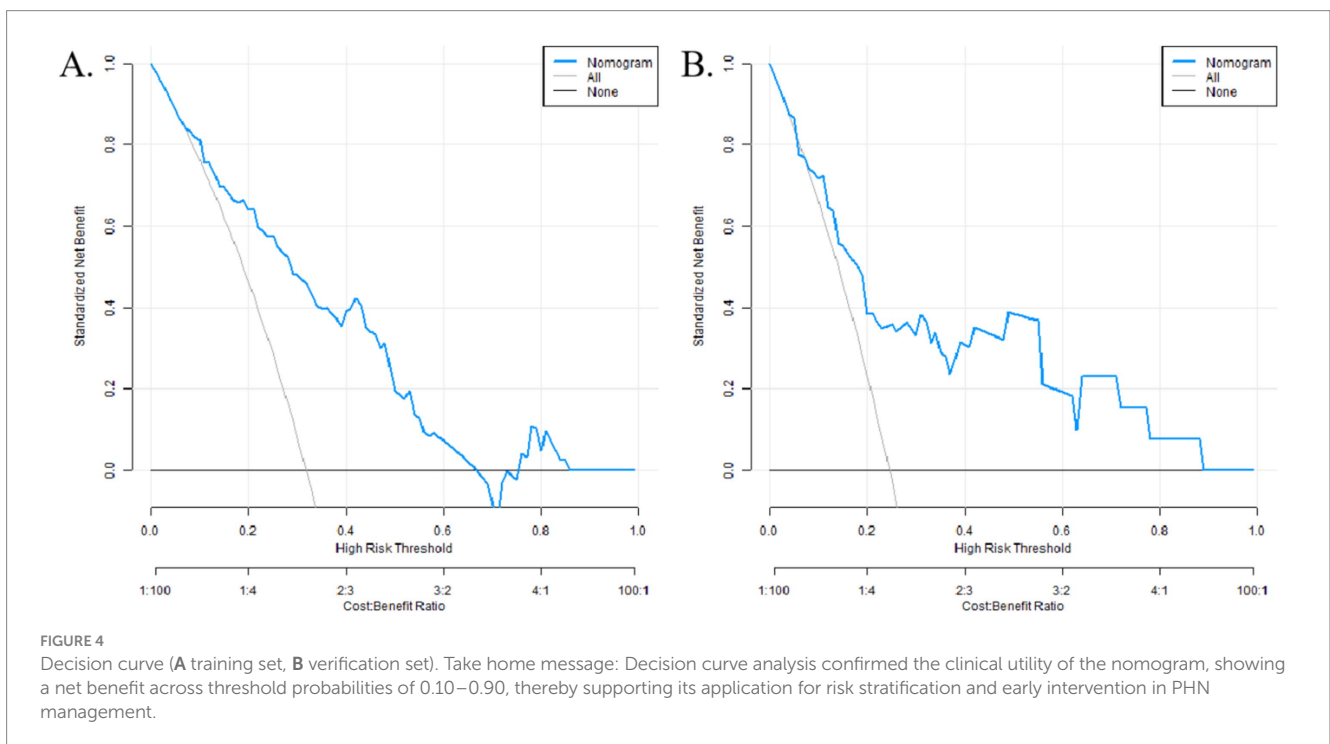 A.
Nomogram
All
None
1.0
0.8
0.6
0.4
0.2
0.0
Standardized Net Benefit
0.0 0.2 0.4 0.6 0.8 1.0
High Risk Threshold
1:100 1:4 2:3 3:2 4:1 100:1
Cost:Benefit Ratio
B.
Nomogram
All
None
1.0
0.8
0.6
0.4
0.2
0.0
Standardized Net Benefit
0.0 0.2 0.4 0.6 0.8 1.0
High Risk Threshold
1:100 1:4 2:3 3:2 4:1 100:1
Cost:Benefit Ratio
FIGURE 4
Decision curve (A training set, B verification set). Take home message: Decision curve analysis confirmed the clinical utility of the nomogram, showing
a net benefit across threshold probabilities of 0.10–0.90, thereby supporting its application for risk stratification and early intervention in PHN
management.